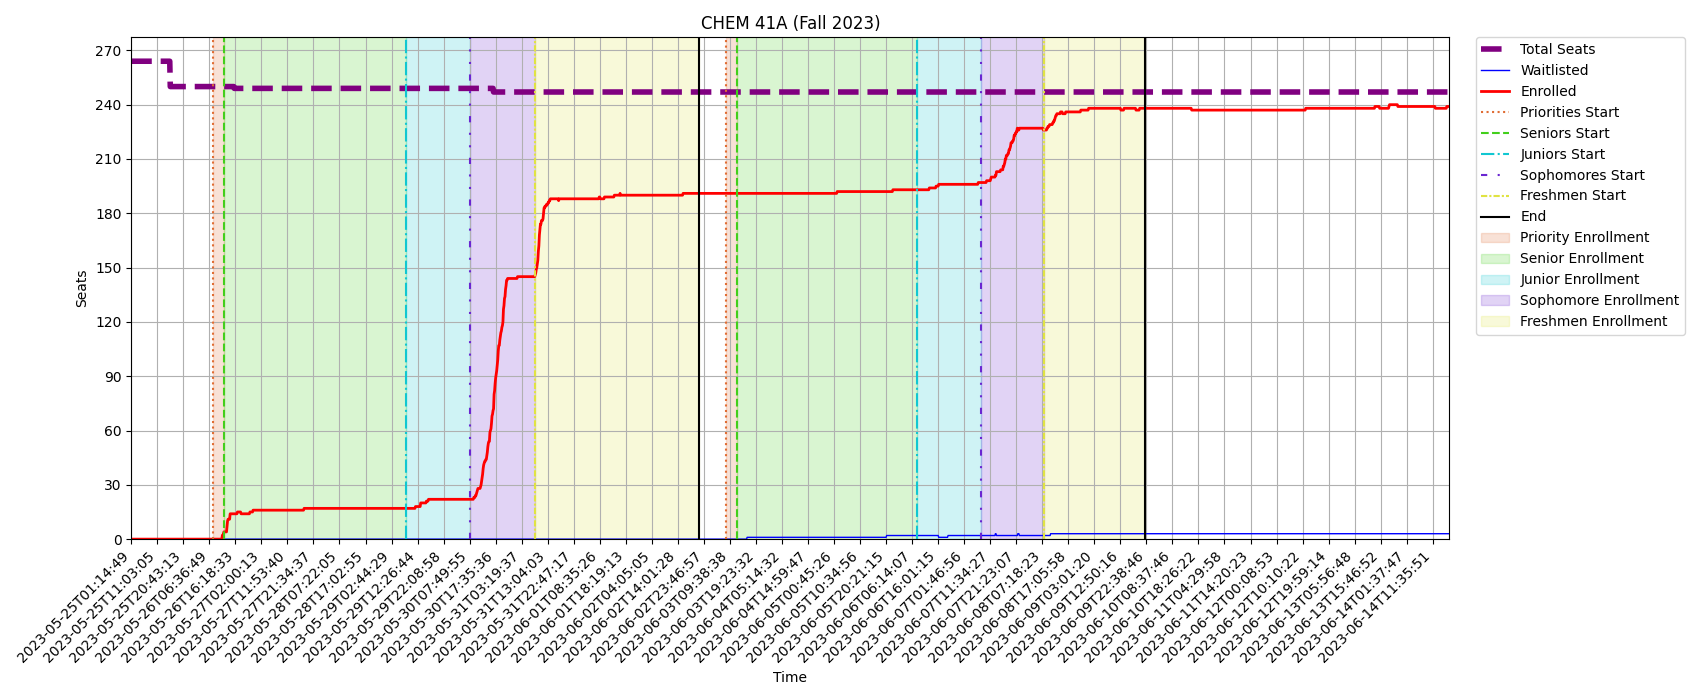 CHEM 41A (Fall 2023)
Seats
270
240
210
180
150
120
90
60
30
0
2023-05-25T01:14:49
2023-05-25T11:03:05
2023-05-25T20:43:13
2023-05-26T06:36:49
2023-05-26T16:18:33
2023-05-27T02:00:13
2023-05-27T11:53:40
2023-05-27T21:34:37
2023-05-28T07:22:05
2023-05-28T17:02:55
2023-05-29T02:44:29
2023-05-29T12:26:44
2023-05-29T22:08:58
2023-05-30T07:49:55
2023-05-30T17:35:36
2023-05-31T03:19:37
2023-05-31T13:04:03
2023-05-31T22:47:17
2023-06-01T08:35:26
2023-06-01T18:19:13
2023-06-02T04:05:05
2023-06-02T14:01:28
2023-06-02T23:46:57
2023-06-03T09:38:38
2023-06-03T19:23:32
2023-06-04T05:14:32
2023-06-04T14:59:47
2023-06-05T00:45:26
2023-06-05T10:34:56
2023-06-05T20:21:15
2023-06-06T06:14:07
2023-06-06T16:01:15
2023-06-07T01:46:56
2023-06-07T11:34:27
2023-06-07T21:23:07
2023-06-08T07:18:23
2023-06-08T17:05:58
2023-06-09T03:01:20
2023-06-09T12:50:16
2023-06-09T22:38:46
2023-06-10T08:37:46
2023-06-10T18:26:22
2023-06-11T04:29:58
2023-06-11T14:20:23
2023-06-12T00:08:53
2023-06-12T10:10:22
2023-06-12T19:59:14
2023-06-13T05:56:48
2023-06-13T15:46:52
2023-06-14T01:37:47
2023-06-14T11:35:51
Time
Total Seats
Waitlisted
Enrolled
Priorities Start
Seniors Start
Juniors Start
Sophomores Start
Freshmen Start
End
Priority Enrollment
Senior Enrollment
Junior Enrollment
Sophomore Enrollment
Freshmen Enrollment